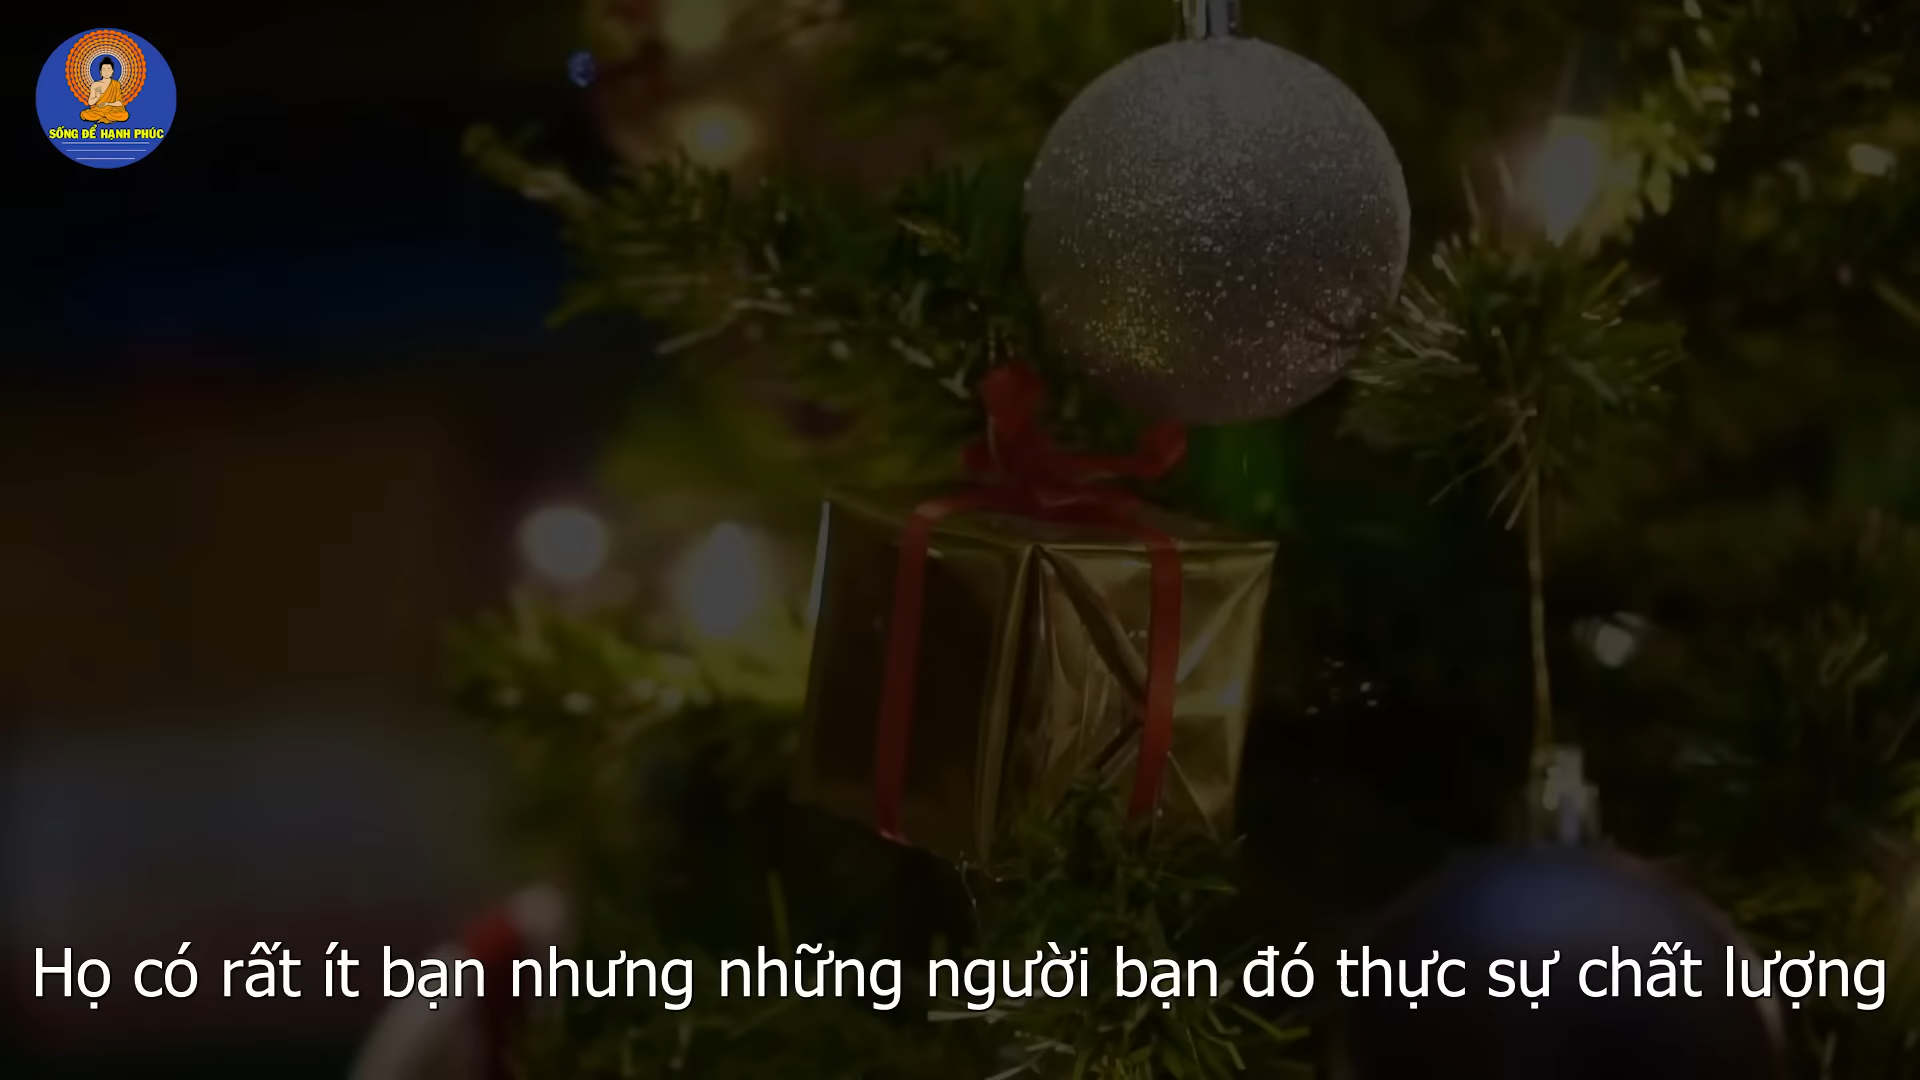 SỐNG ĐỂ HẠNH PHÚC
Họ có rất ít bạn nhưng những người bạn đó thực sự chất lượng